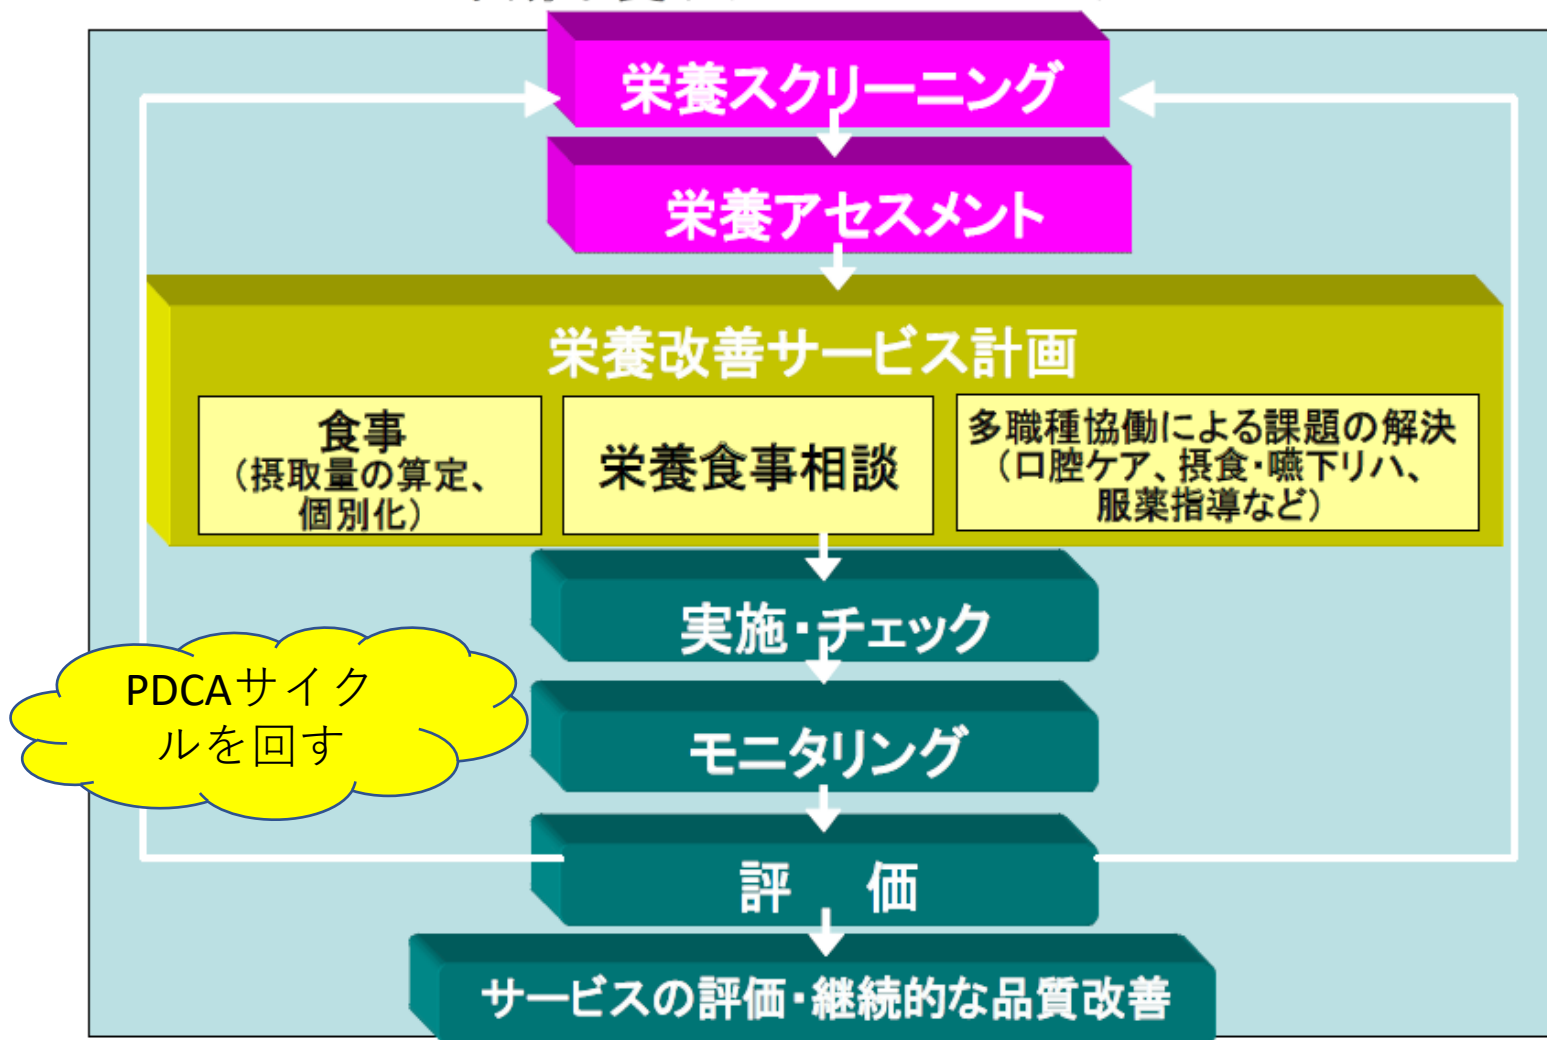 栄養スクリーニング
栄養アセスメント
栄養改善サービス計画
食事
（摂取量の算定、
個別化）
栄養食事相談
多職種協働による課題の解決
（口腔ケア、摂食・嚥下リハ、
服薬指導など）
実施・チェック
PDCAサイク
ルを回す
モニタリング
評　価
サービスの評価・継続的な品質改善